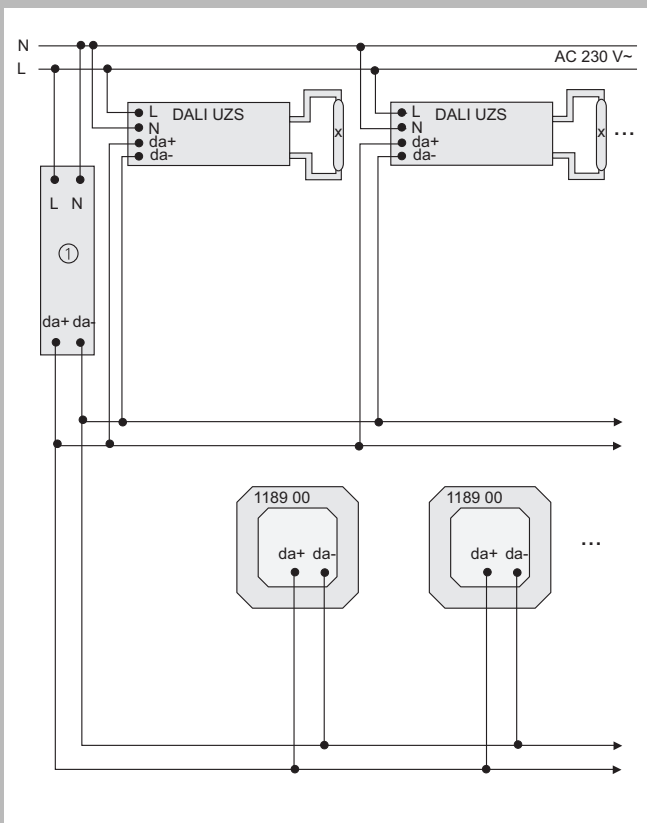 N
AC 230 V~
L
L DALI UZS
N
da+
da-
x
L DALI UZS
N
da+
da-
x ...
L N
①
da+ da-
1189 00
da+ da-
1189 00
da+ da-
...